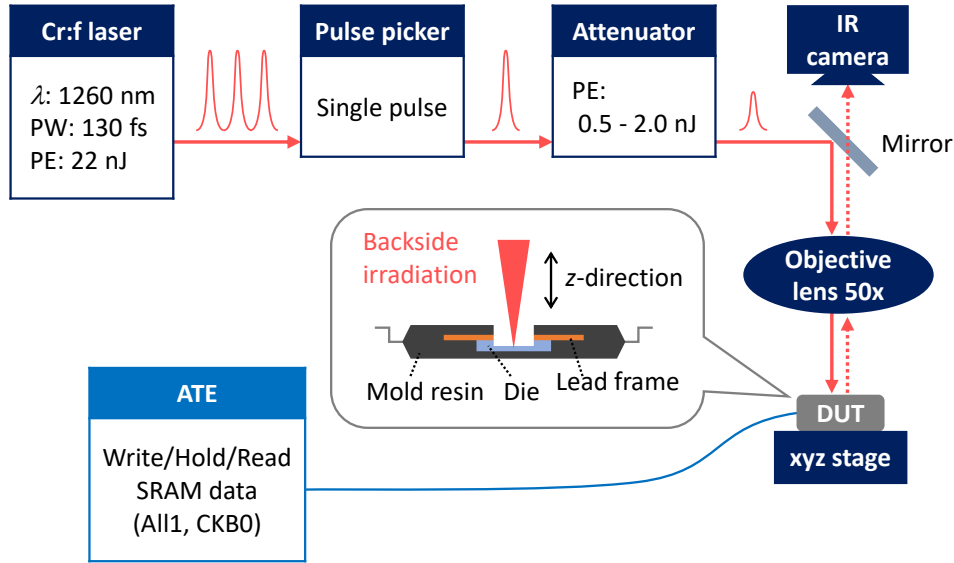 Cr:f laser
λ: 1260 nm
PW: 130 fs
PE: 22 nJ
Pulse picker
Single pulse
Attenuator
PE:
0.5 - 2.0 nJ
IR
camera
Mirror
Objective
lens 50x
Backside
irradiation
z-direction
Mold resin
Die
Lead frame
DUT
xyz stage
ATE
Write/Hold/Read
SRAM data
(All1, CKB0)